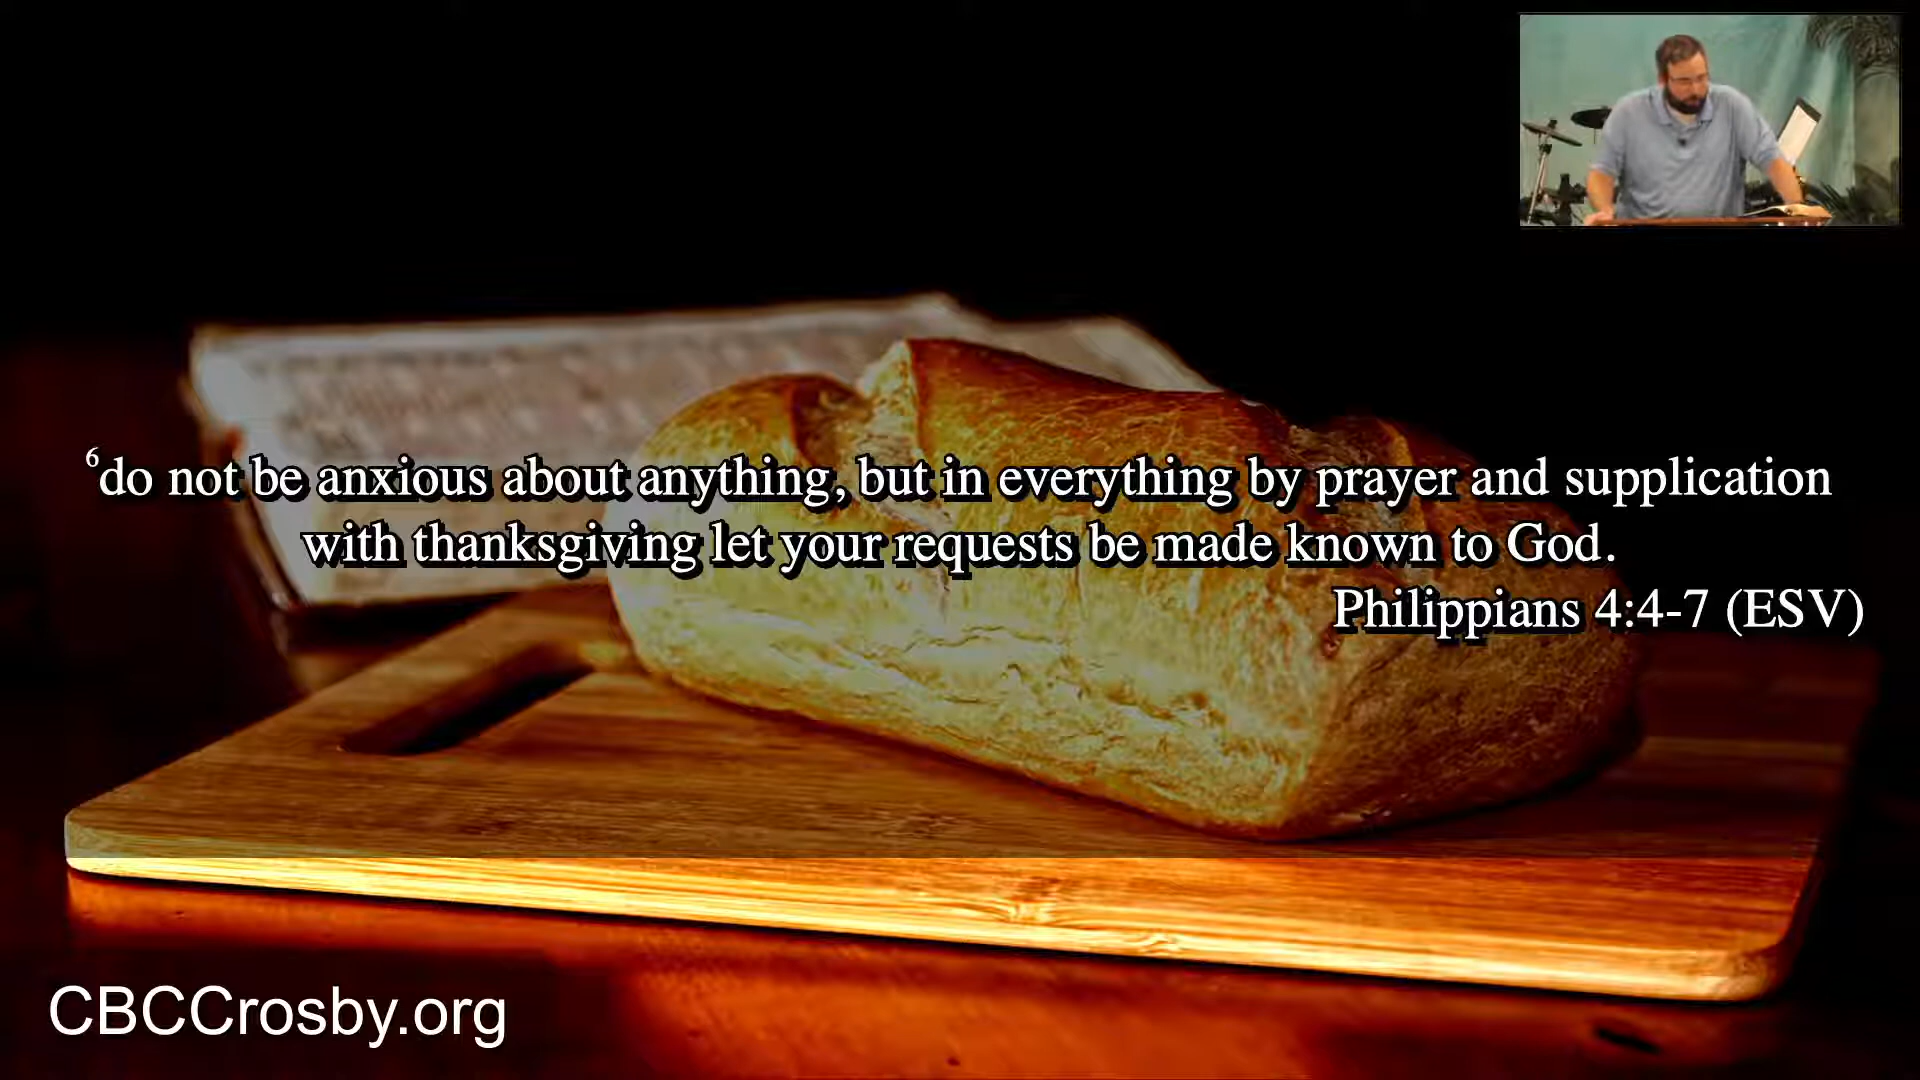 ⁶do not be anxious about anything, but in everything by prayer and supplication
with thanksgiving let your requests be made known to God.
Philippians 4:4-7 (ESV)
CBCCrosby.org